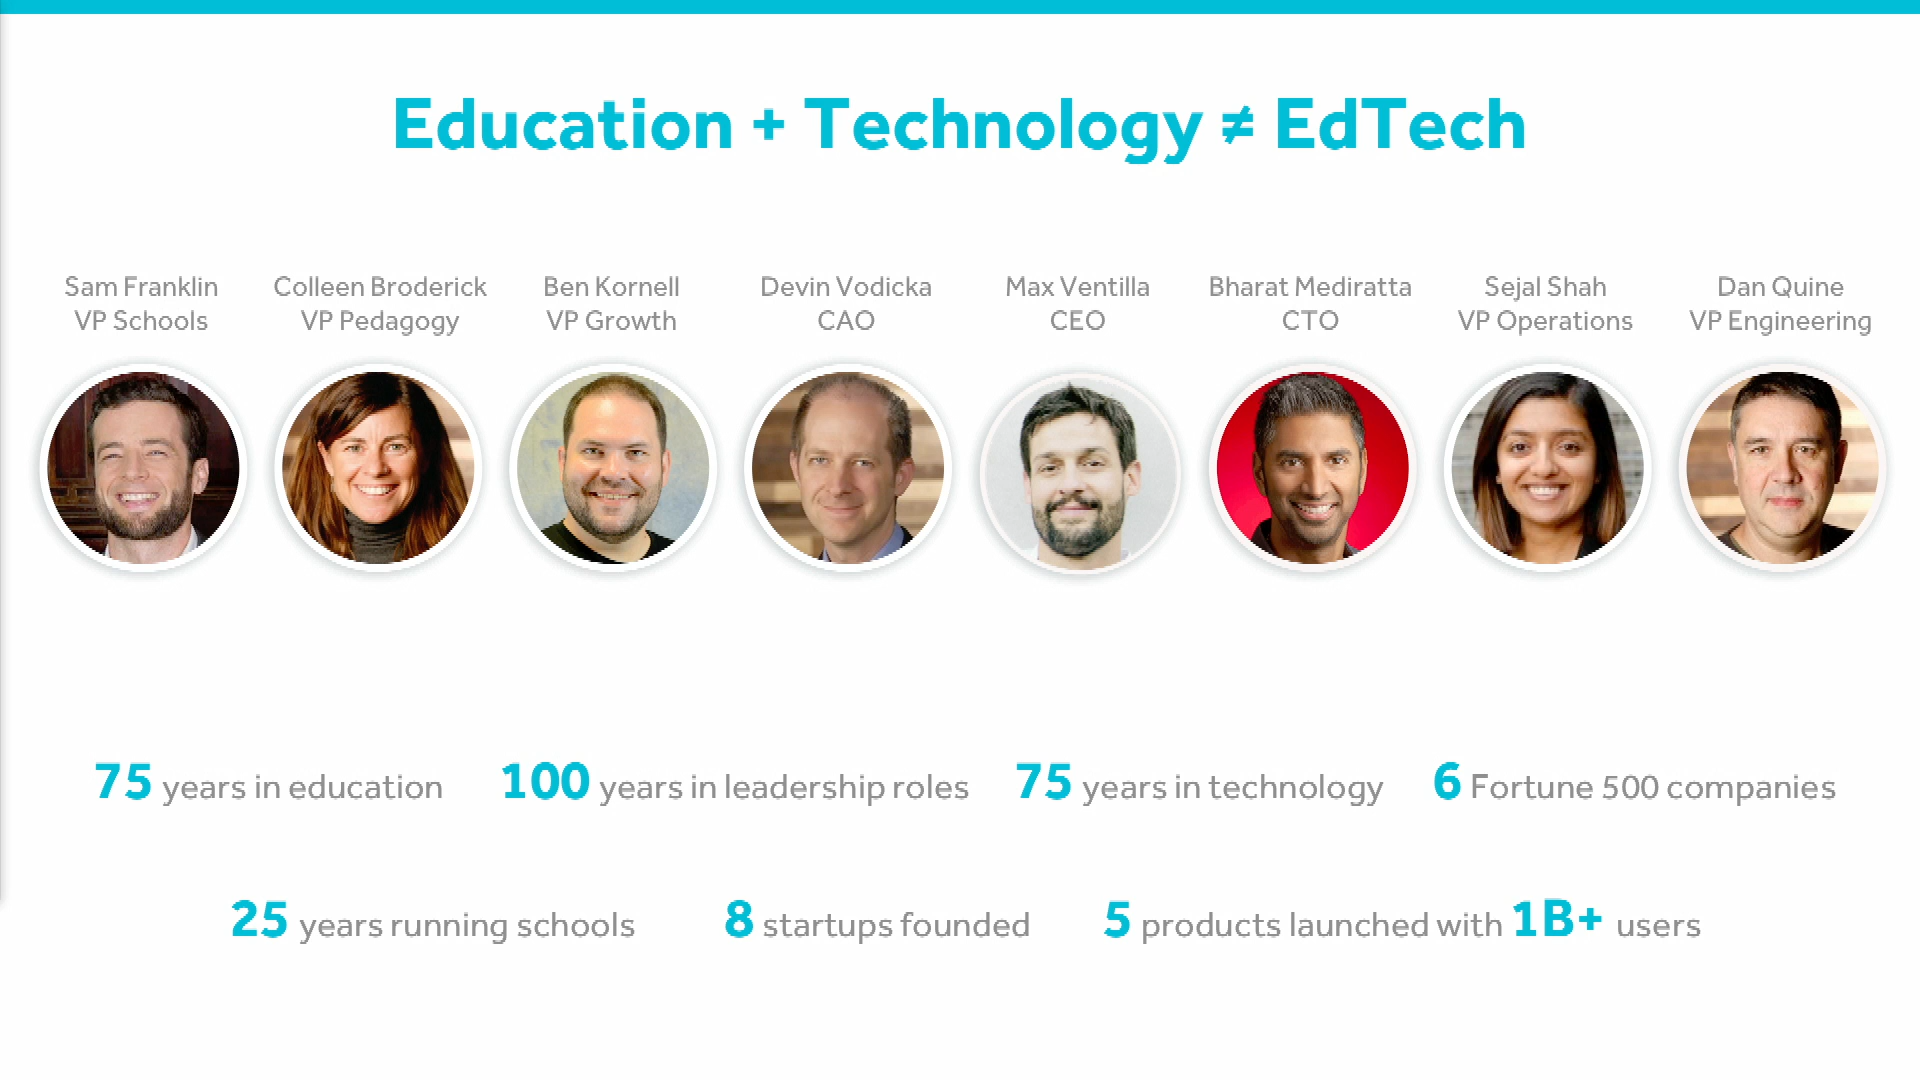 Education + Technology ≠ EdTech
Sam Franklin
VP Schools
Colleen Broderick
VP Pedagogy
Ben Kornell
VP Growth
Devin Vodicka
CAO
Max Ventilla
CEO
Bharat Mediratta
CTO
Sejal Shah
VP Operations
Dan Quine
VP Engineering
75 years in education
100 years in leadership roles
75 years in technology
6 Fortune 500 companies
25 years running schools
8 startups founded
5 products launched with 1B+ users